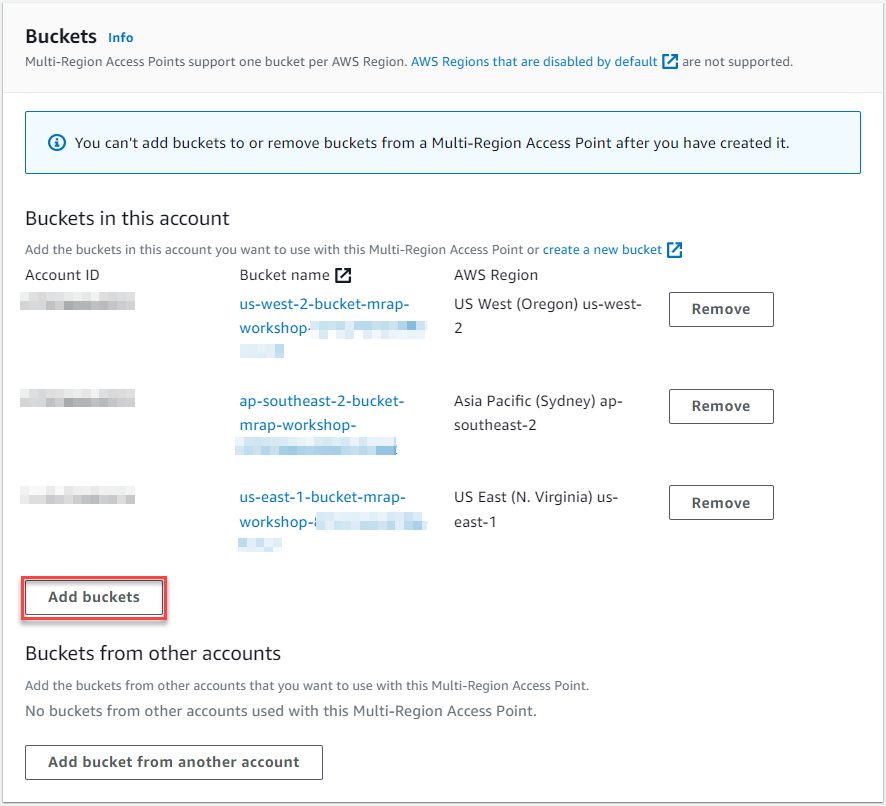 Buckets Info
Multi-Region Access Points support one bucket per AWS Region. AWS Regions that are disabled by default are not supported.
You can't add buckets to or remove buckets from a Multi-Region Access Point after you have created it.
Buckets in this account
Add the buckets in this account you want to use with this Multi-Region Access Point or create a new bucket
Account ID Bucket name AWS Region
us-west-2-bucket-mrap- US West (Oregon) us-west- Remove
workshop- 2
ap-southeast-2-bucket- Asia Pacific (Sydney) ap- Remove
mrap-workshop- southeast-2
us-east-1-bucket-mrap- US East (N. Virginia) us- Remove
workshop- east-1
Add buckets
Buckets from other accounts
Add the buckets from other accounts that you want to use with this Multi-Region Access Point.
No buckets from other accounts used with this Multi-Region Access Point.
Add bucket from another account